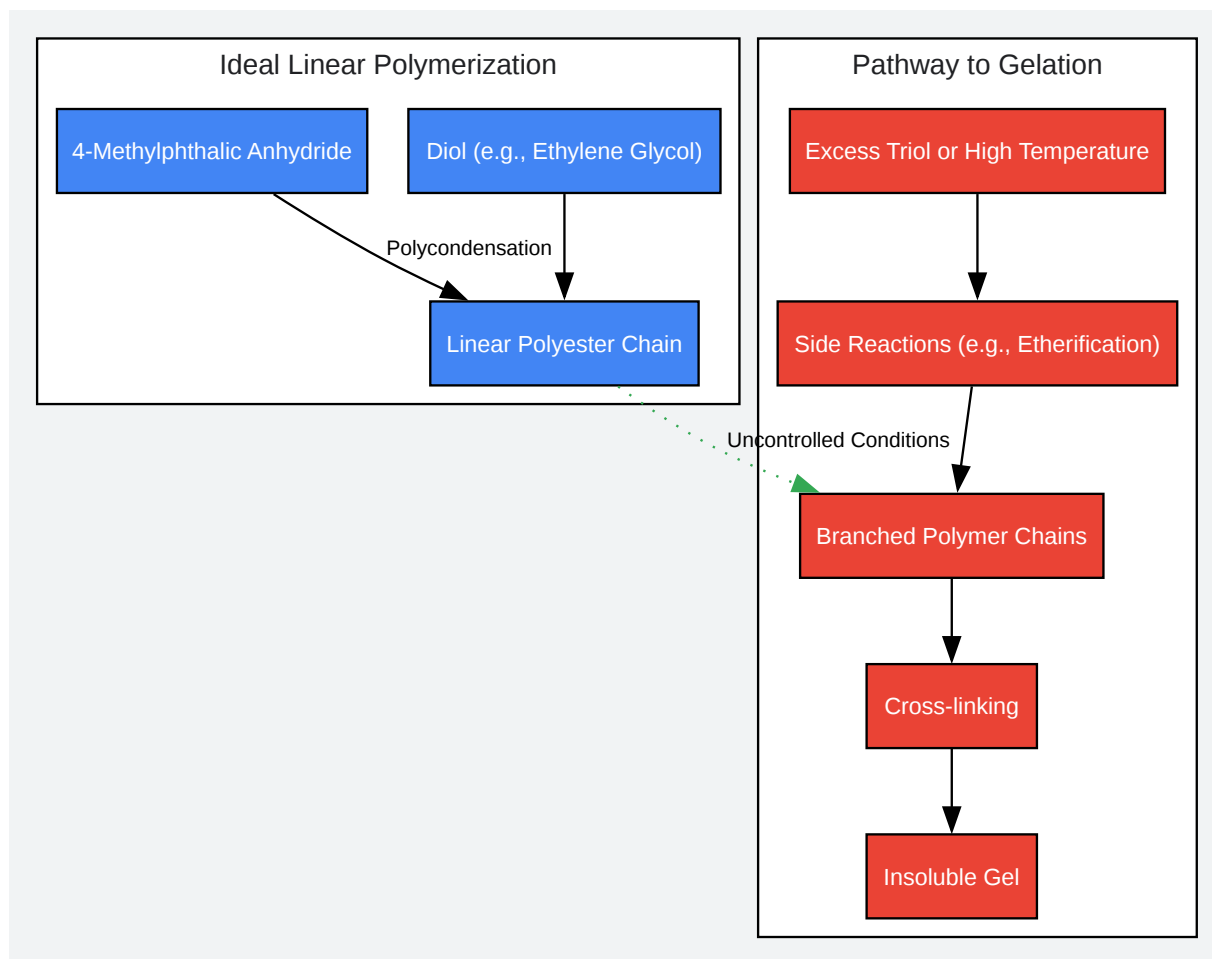 Ideal Linear Polymerization
4-Methylphthalic Anhydride
Diol (e.g., Ethylene Glycol)
Polycondensation
Linear Polyester Chain
Pathway to Gelation
Excess Triol or High Temperature
Side Reactions (e.g., Etherification)
Uncontrolled Conditions
Branched Polymer Chains
Cross-linking
Insoluble Gel